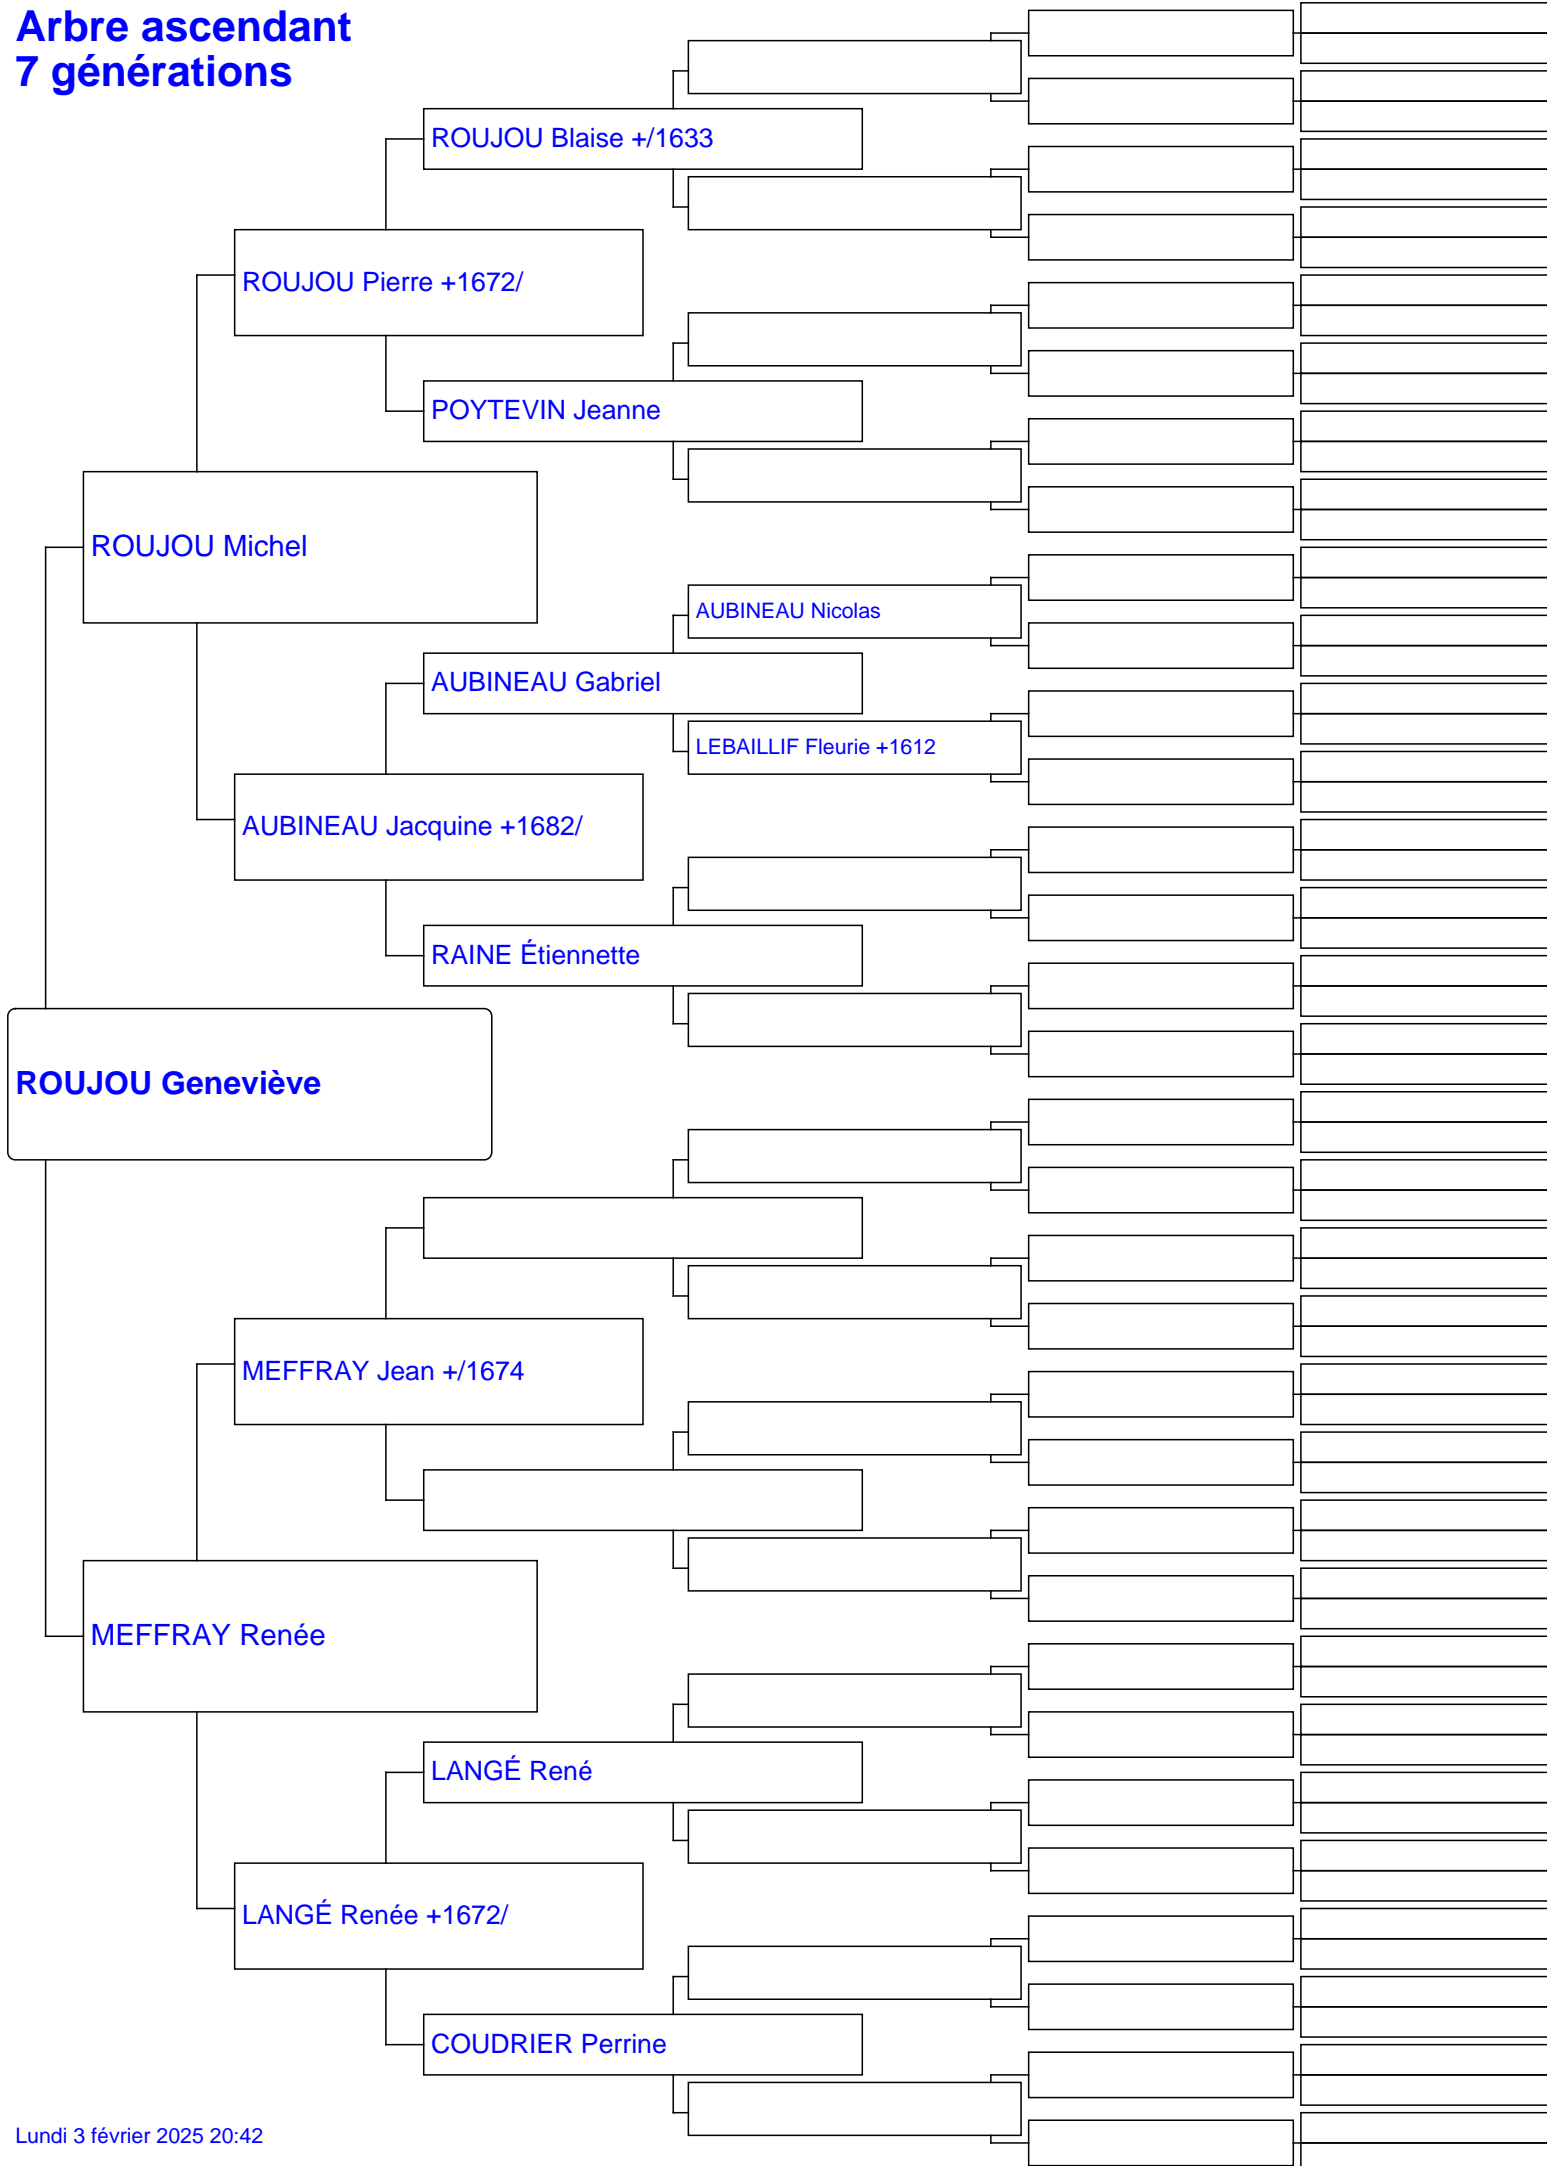 Arbre ascendant
7 générations
ROUJOU Blaise +/1633
ROUJOU Pierre +1672/
POYTEVIN Jeanne
ROUJOU Michel
AUBINEAU Nicolas
AUBINEAU Gabriel
LEBAILLIF Fleurie +1612
AUBINEAU Jacquine +1682/
RAINE Étiennette
ROUJOU Geneviève
MEFFRAY Jean +/1674
MEFFRAY Renée
LANGÉ René
LANGÉ Renée +1672/
COUDRIER Perrine
Lundi 3 février 2025 20:42